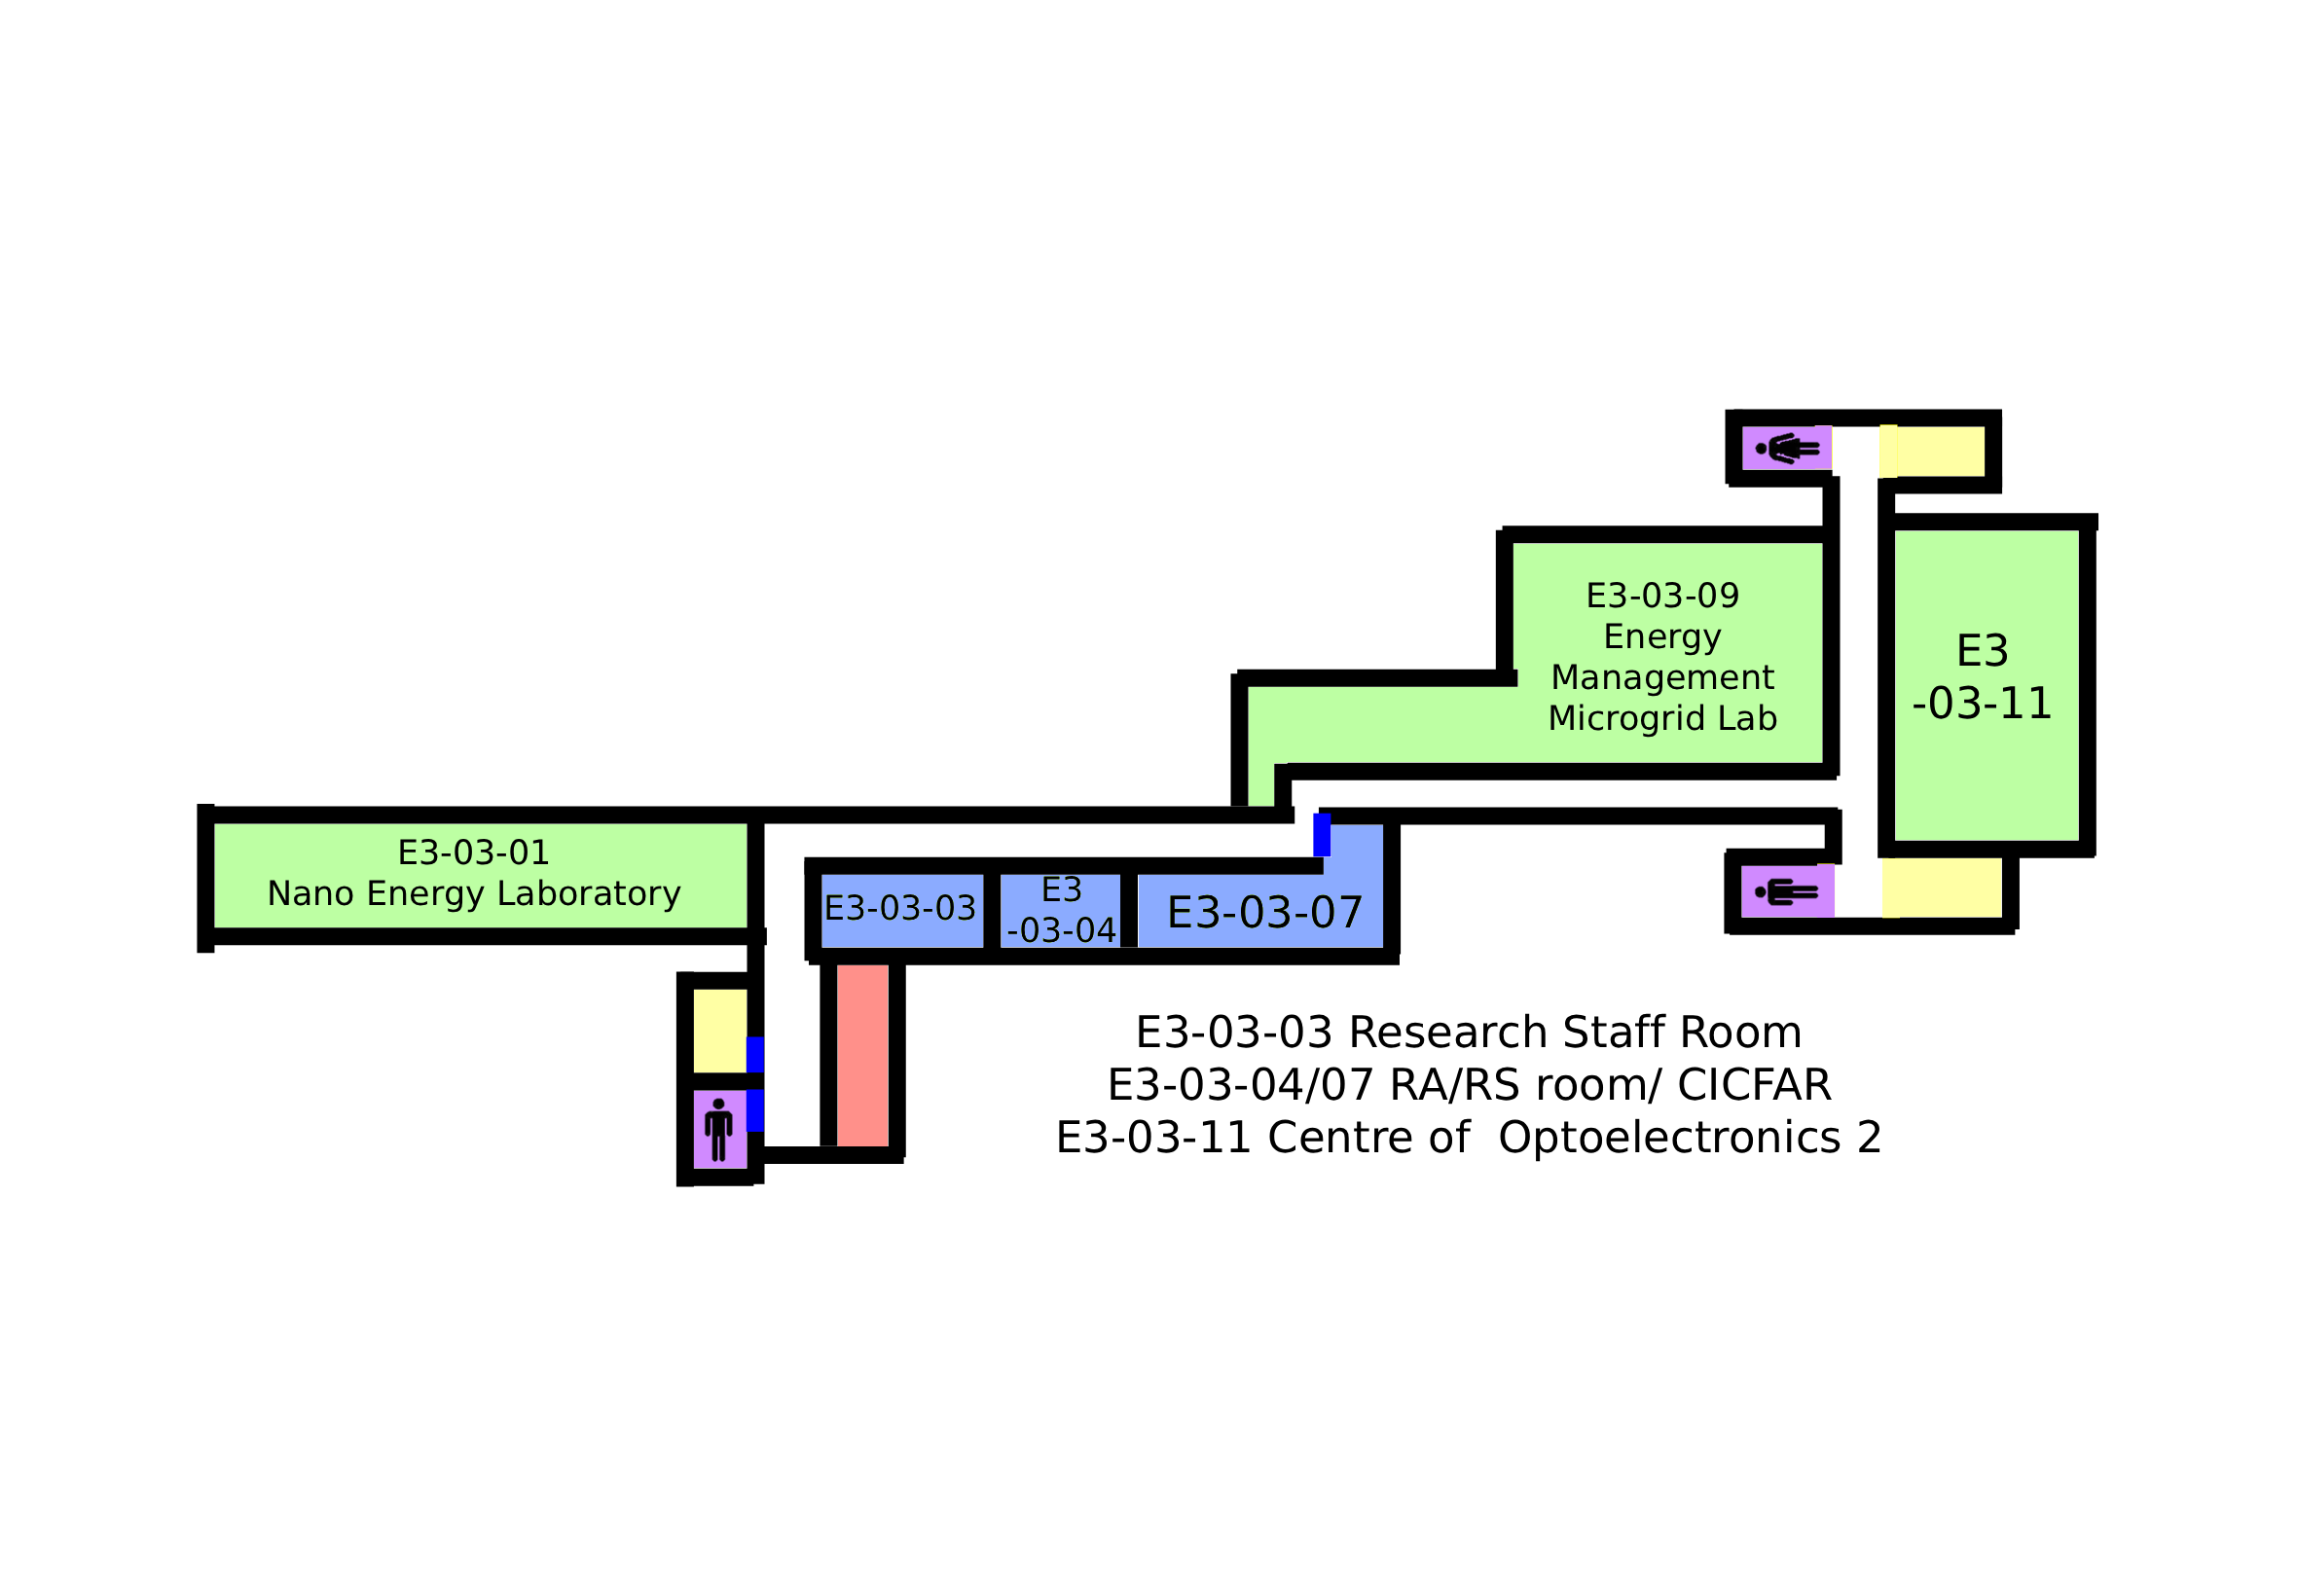 E3-03-09
Energy
Management
Microgrid Lab
E3
-03-11
E3-03-01
Nano Energy Laboratory
E3-03-03
E3
-03-04
E3-03-07
E3-03-03 Research Staff Room
E3-03-04/07 RA/RS room/ CICFAR
E3-03-11 Centre of  Optoelectronics 2